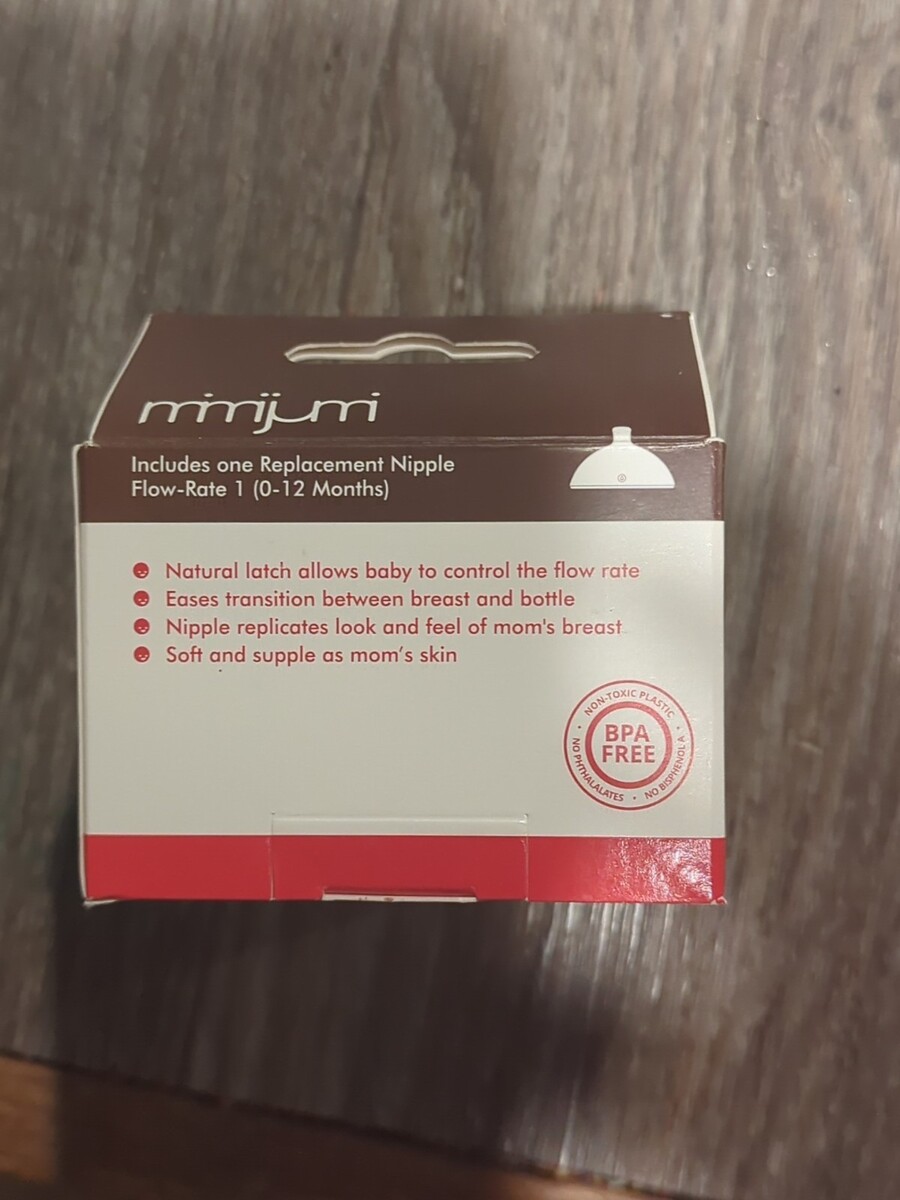 mimijumi
Includes one Replacement Nipple
Flow-Rate 1 (0-12 Months)
Natural latch allows baby to control the flow rate
Eases transition between breast and bottle
Nipple replicates look and feel of mom's breast
Soft and supple as mom's skin
NON-TOXIC PLASTIC
BPA
FREE
NO PHTHALALATES • NO BISPHENOL A